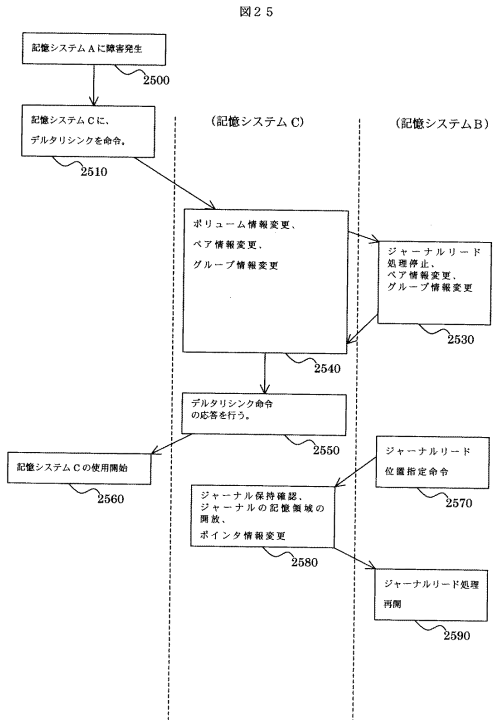 図２５
記憶システムAに障害発生
2500
記憶システムCに、
デルタリシンクを命令。
2510
(記憶システムC)
(記憶システムB)
ボリューム情報変更、
ペア情報変更、
グループ情報変更
2540
ジャーナルリード
処理停止、
ペア情報変更、
グループ情報変更
2530
デルタリシンク命令
の応答を行う。
2550
記憶システムCの使用開始
2560
ジャーナルリード
位置指定命令
2570
ジャーナル保持確認、
ジャーナルの記憶領域の
開放、
ポインタ情報変更
2580
ジャーナルリード処理
再開
2590